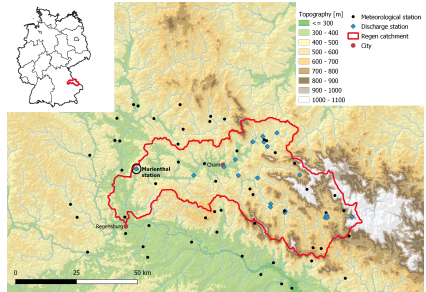 Topography [m]
<= 300
300 - 400
400 - 500
500 - 600
600 - 700
700 - 800
800 - 900
900 - 1000
1000 - 1100
Meteorological station
Discharge station
Regen catchment
City
Cham
Marienthal
station
Regensburg
0
25
50 km